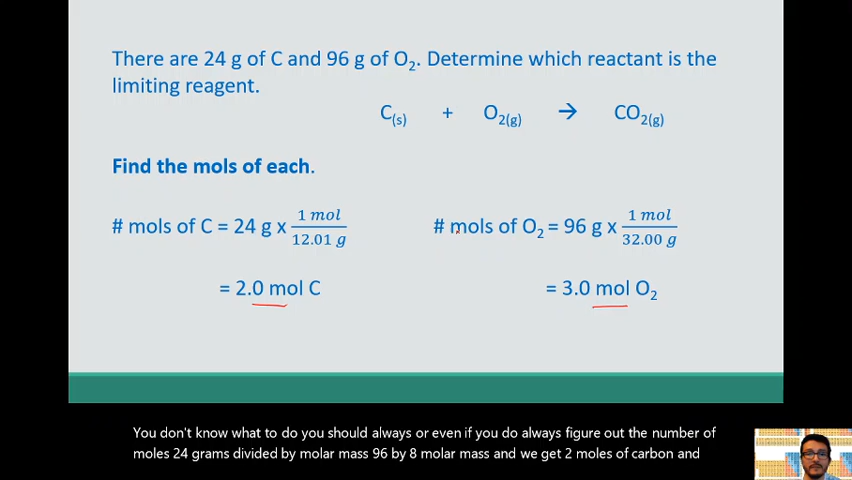 There are 24 g of C and 96 g of O₂. Determine which reactant is the
limiting reagent.
C(s) + O₂(g) → CO₂(g)
Find the mols of each.
# mols of C = 24 g x 1 mol / 12.01 g
# mols of O₂ = 96 g x 1 mol / 32.00 g
= 2.0 mol C
= 3.0 mol O₂
You don't know what to do you should always or even if you do always figure out the number of
moles 24 grams divided by molar mass 96 by 8 molar mass and we get 2 moles of carbon and